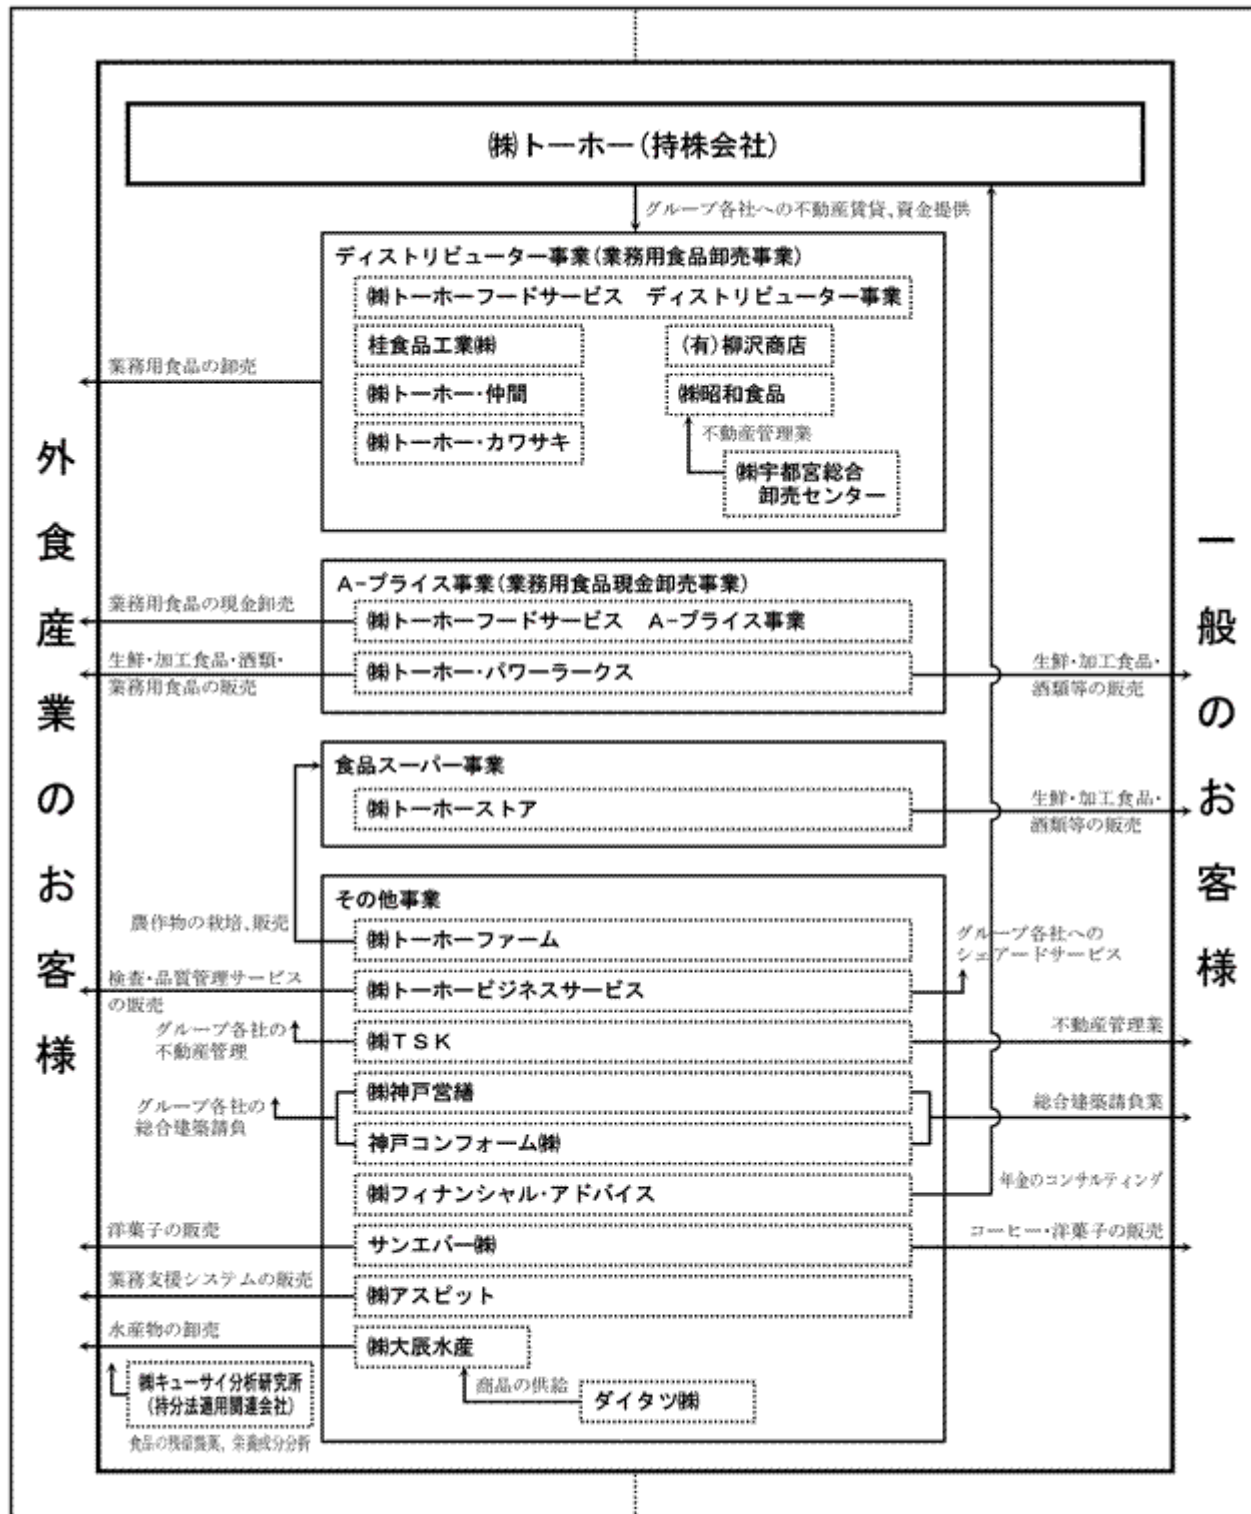 ㈱トーホー(持株会社)
グループ各社への不動産賃貸、資金提供
ディストリビューター事業(業務用食品卸売事業)
㈱トーホーフードサービス　ディストリビューター事業
桂食品工業㈱
(有)柳沢商店
業務用食品の卸売
㈱トーホー・仲間
㈱昭和食品
㈱トーホー・カワサキ
不動産管理業
㈱宇都宮総合
卸売センター
A-プライス事業(業務用食品現金卸売事業)
業務用食品の現金卸売
㈱トーホーフードサービス　A-プライス事業
生鮮・加工食品・酒類・
業務用食品の販売
㈱トーホー・パワーラークス
生鮮・加工食品・
酒類等の販売
食品スーパー事業
㈱トーホーストア
生鮮・加工食品・
酒類等の販売
その他事業
農作物の栽培、販売
㈱トーホーファーム
グループ各社への
シェアードサービス
検査・品質管理サービス
の販売
㈱トーホービジネスサービス
グループ各社の
不動産管理
㈱TSK
不動産管理業
㈱神戸営繕
グループ各社の
総合建築請負
総合建築請負業
神戸コンフォーム㈱
㈱フィナンシャル・アドバイス
年金のコンサルティング
洋菓子の販売
サンエバー㈱
コーヒー・洋菓子の販売
業務支援システムの販売
㈱アスピット
水産物の卸売
㈱大辰水産
㈱キューサイ分析研究所
(持分法適用関連会社)
商品の供給
ダイタツ㈱
食品の残留農薬、栄養成分分析
外食産業のお客様
一般のお客様